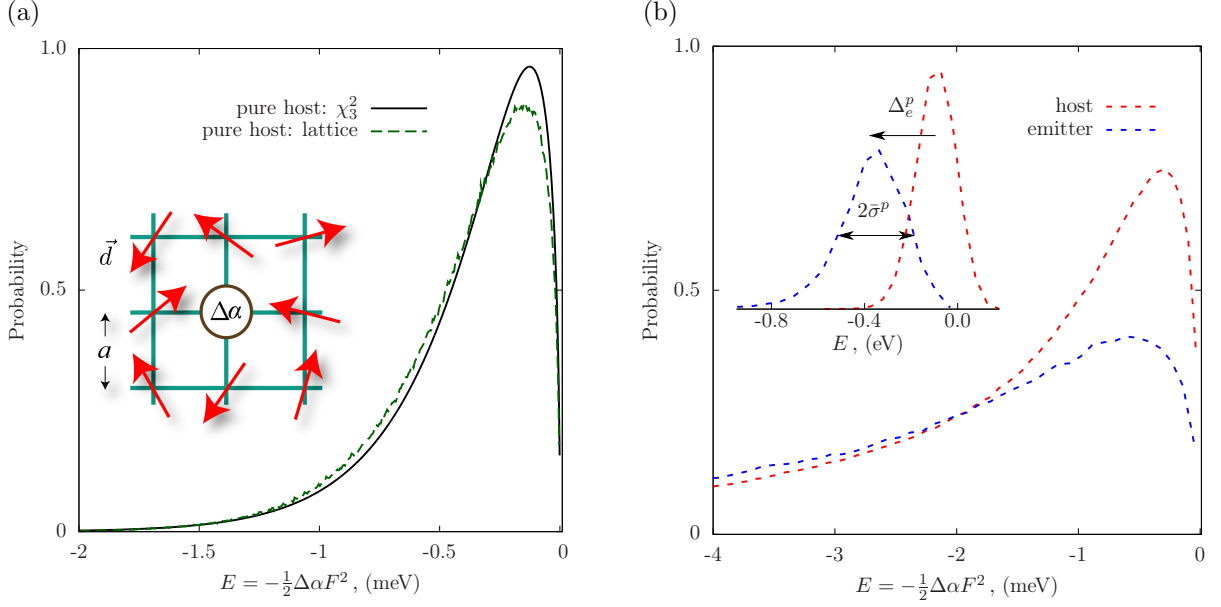 (a)
1.0
0.5
0
Probability
pure host: χ₃²
pure host: lattice
d⃗
Δα
a
-2
-1.5
-1
-0.5
0
E = −½ΔαF² , (meV)
(b)
1.0
0.5
0
Probability
host
emitter
Δₑᵖ
2σ̄ᵖ
-0.8
-0.4
0.0
E , (eV)
-4
-3
-2
-1
0
E = −½ΔαF² , (meV)